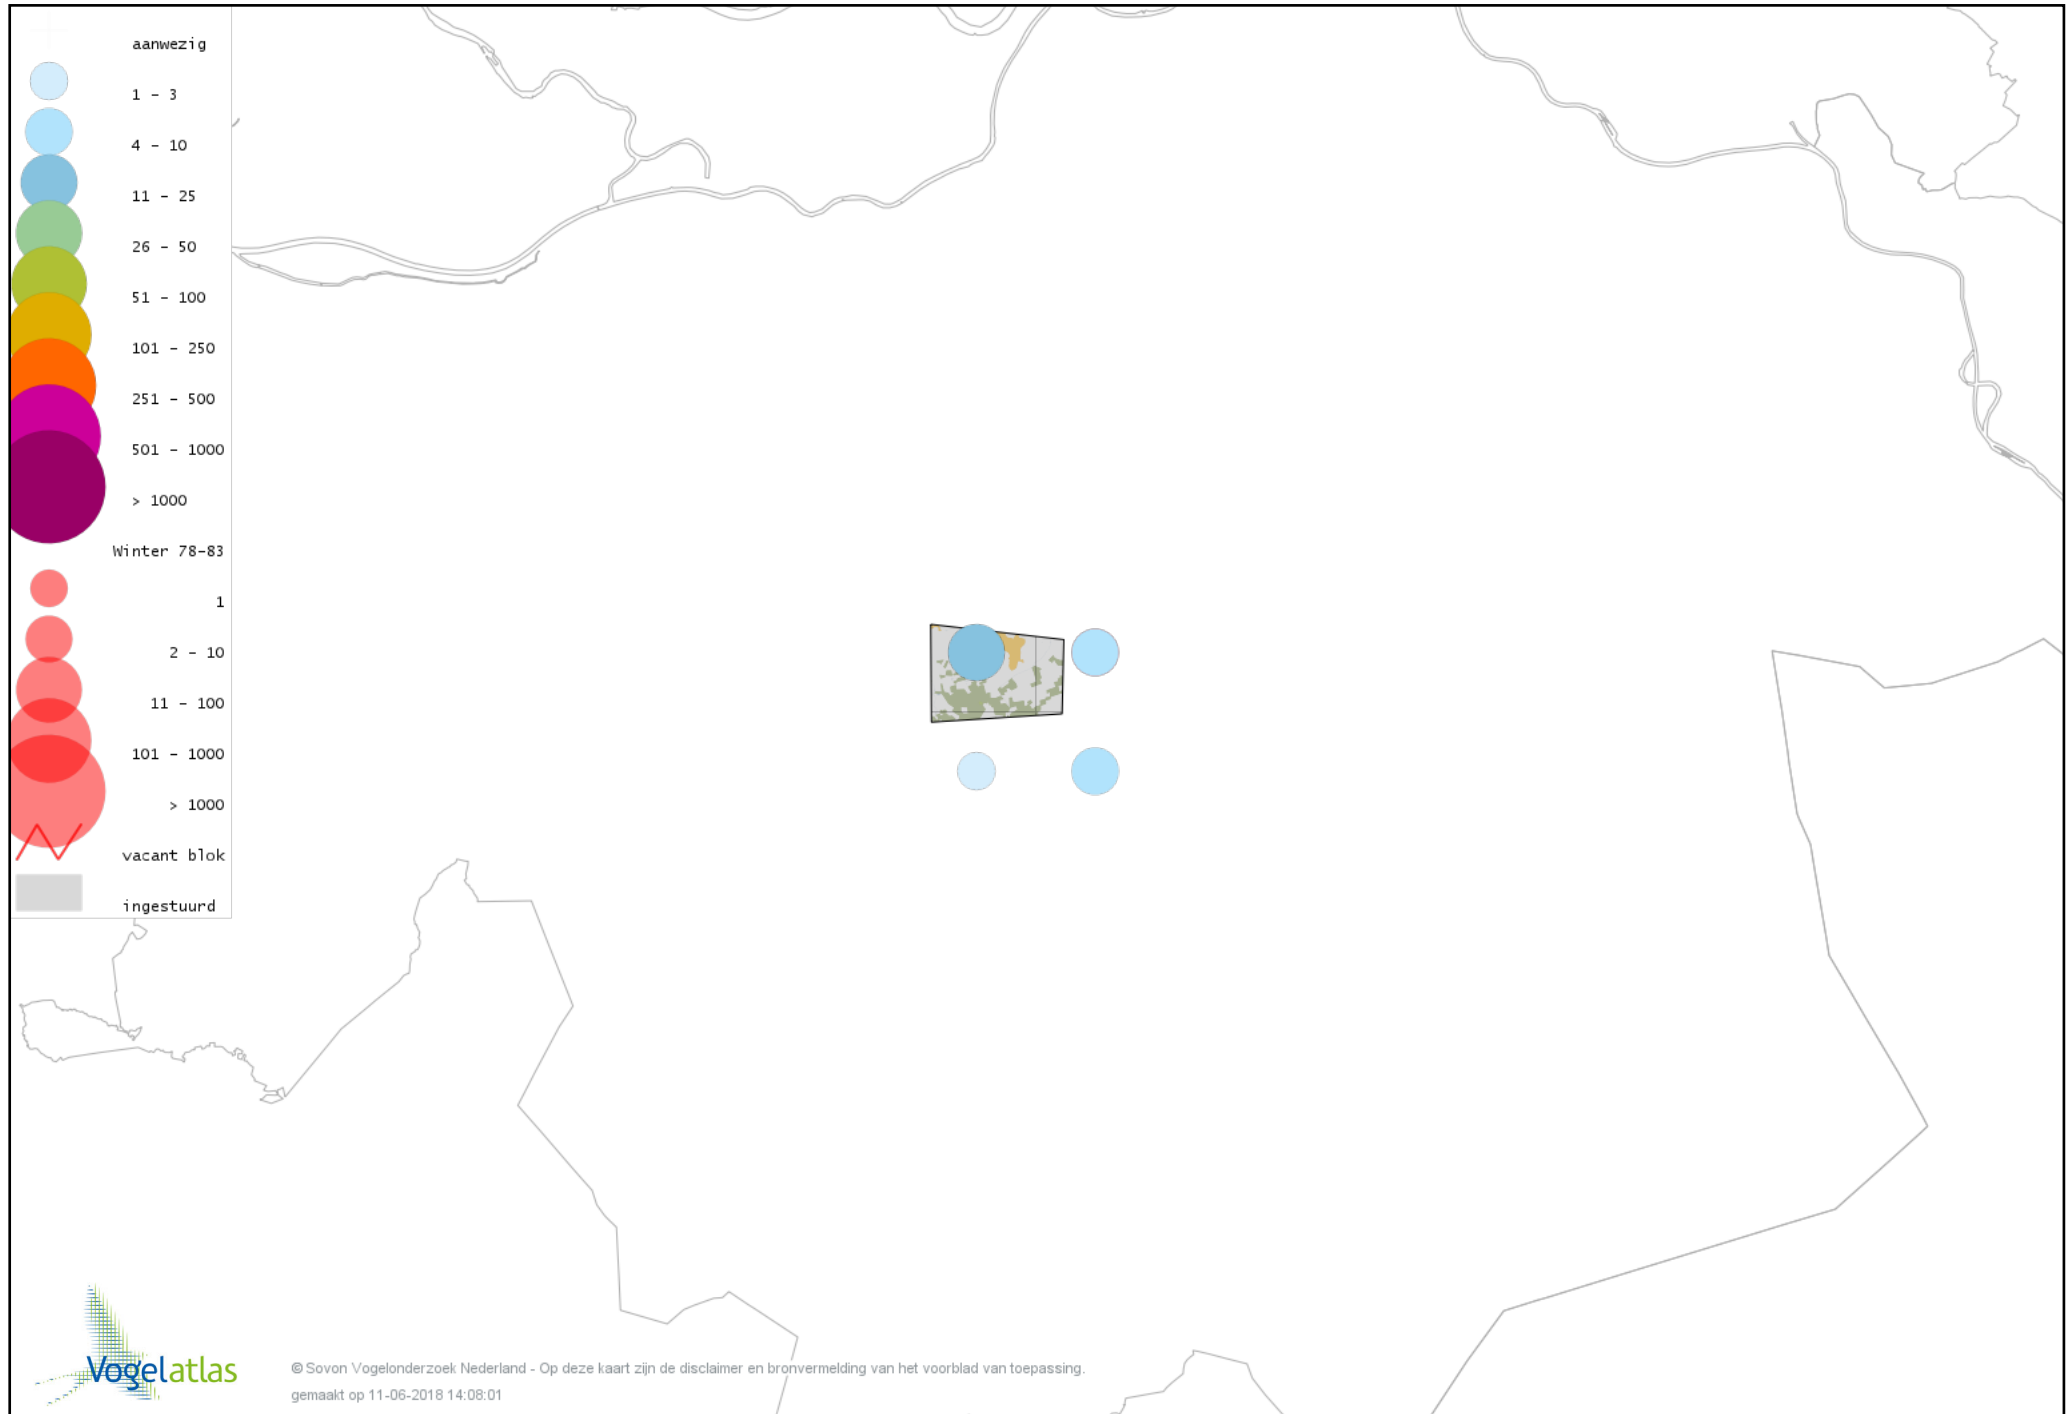 aanwezig
1 - 3
4 - 10
11 - 25
26 - 50
51 - 100
101 - 250
251 - 500
501 - 1000
> 1000
Winter 78-83
1
2 - 10
11 - 100
101 - 1000
> 1000
vacant blok
ingestuurd
Vogelatlas
© Sovon Vogelonderzoek Nederland - Op deze kaart zijn de disclaimer en bronvermelding van het voorblad van toepassing.
gemaakt op 11-06-2018 14:08:01